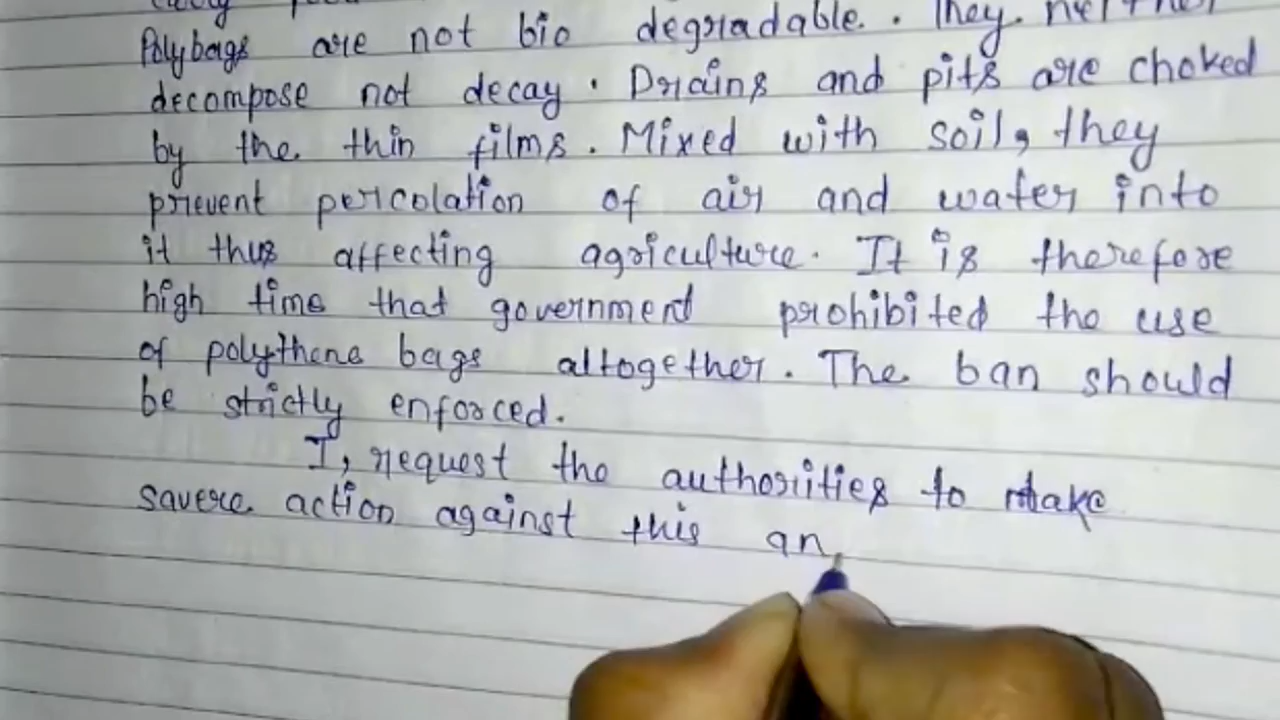 Polybags are not bio degradable. They neither
decompose not decay. Drains and pits are choked
by the thin films. Mixed with soil, they
prevent percolation of air and water into
it thus affecting agriculture. It is therefore
high time that government prohibited the use
of polythene bags altogether. The ban should
be strictly enforced.
I, request the authorities to make
savere action against this an